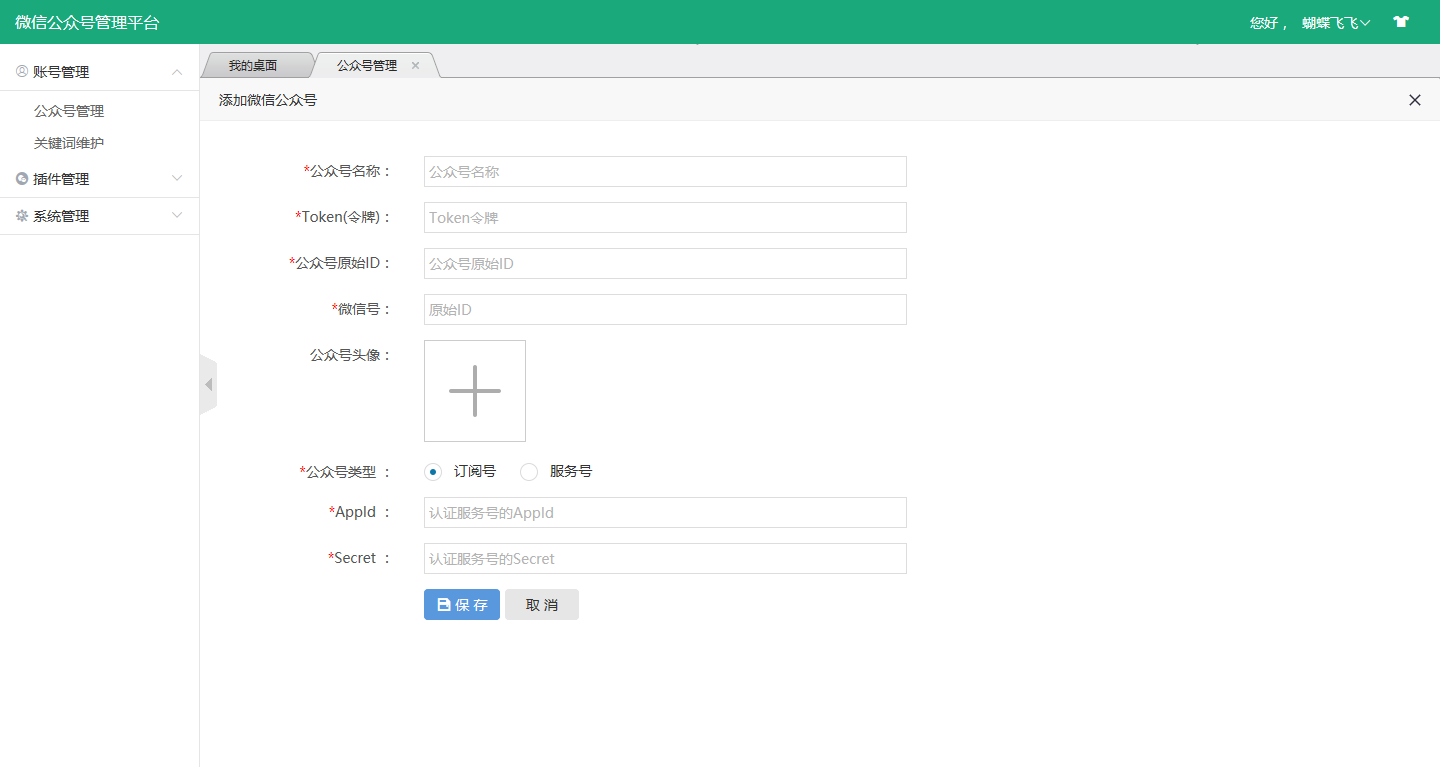 微信公众号管理平台
您好， 蝴蝶飞飞
账号管理
公众号管理
关键词维护
插件管理
系统管理
我的桌面 公众号管理
添加微信公众号
*公众号名称： 公众号名称
*Token(令牌)： Token令牌
*公众号原始ID： 公众号原始ID
*微信号： 原始ID
公众号头像：
*公众号类型 ： 订阅号 服务号
*AppId ： 认证服务号的AppId
*Secret ： 认证服务号的Secret
保 存 取 消